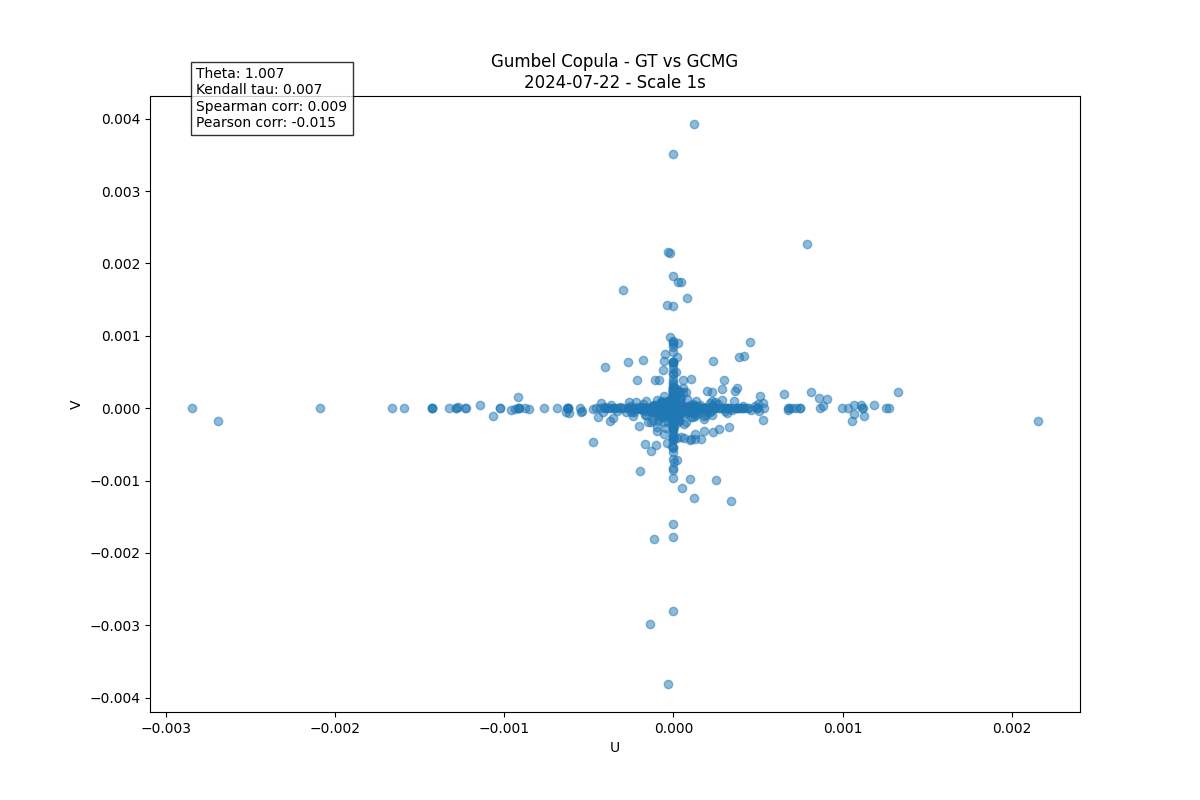 Gumbel Copula - GT vs GCMG
2024-07-22 - Scale 1s
Theta: 1.007
Kendall tau: 0.007
Spearman corr: 0.009
Pearson corr: -0.015
0.004
0.003
0.002
0.001
0.000
−0.001
−0.002
−0.003
−0.004
V
−0.003
−0.002
−0.001
0.000
0.001
0.002
U